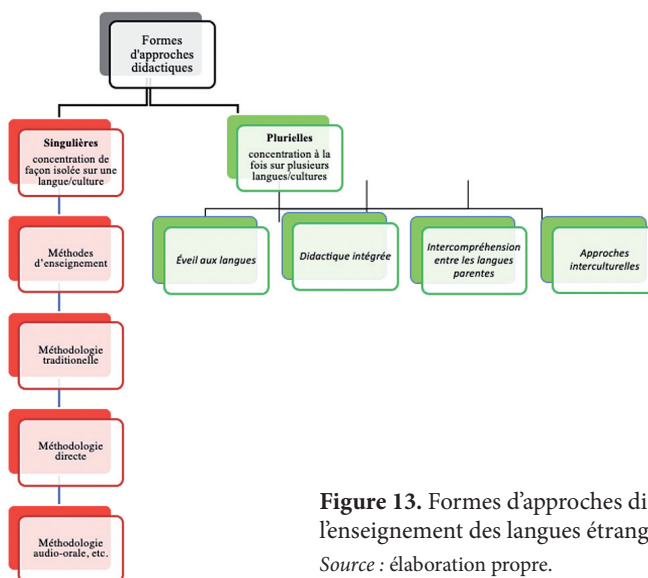 Formes
d'approches
didactiques
Singulières
concentration de
façon isolée sur une
langue/culture
Plurielles
concentration à la
fois sur plusieurs
langues/cultures
Méthodes
d'enseignement
Éveil aux langues
Didactique intégrée
Intercompréhension
entre les langues
parentes
Approches
interculturelles
Méthodologie
traditionelle
Méthodologie
directe
Méthodologie
audio-orale, etc.
Figure 13. Formes d'approches di
l'enseignement des langues étrang
Source : élaboration propre.